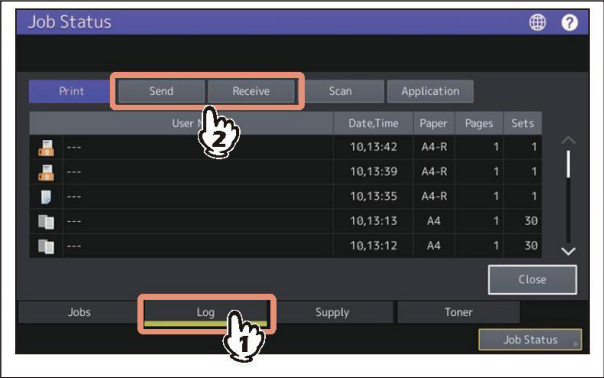 Job Status
?
Print Send Receive Scan Application
User Date,Time Paper Pages Sets
--- 10,13:42 A4-R 1 1
--- 10,13:39 A4-R 1 1
--- 10,13:35 A4-R 1 1
--- 10,13:13 A4 1 30
--- 10,13:12 A4 1 30
2
Close
Jobs Log Supply Toner
1
Job Status